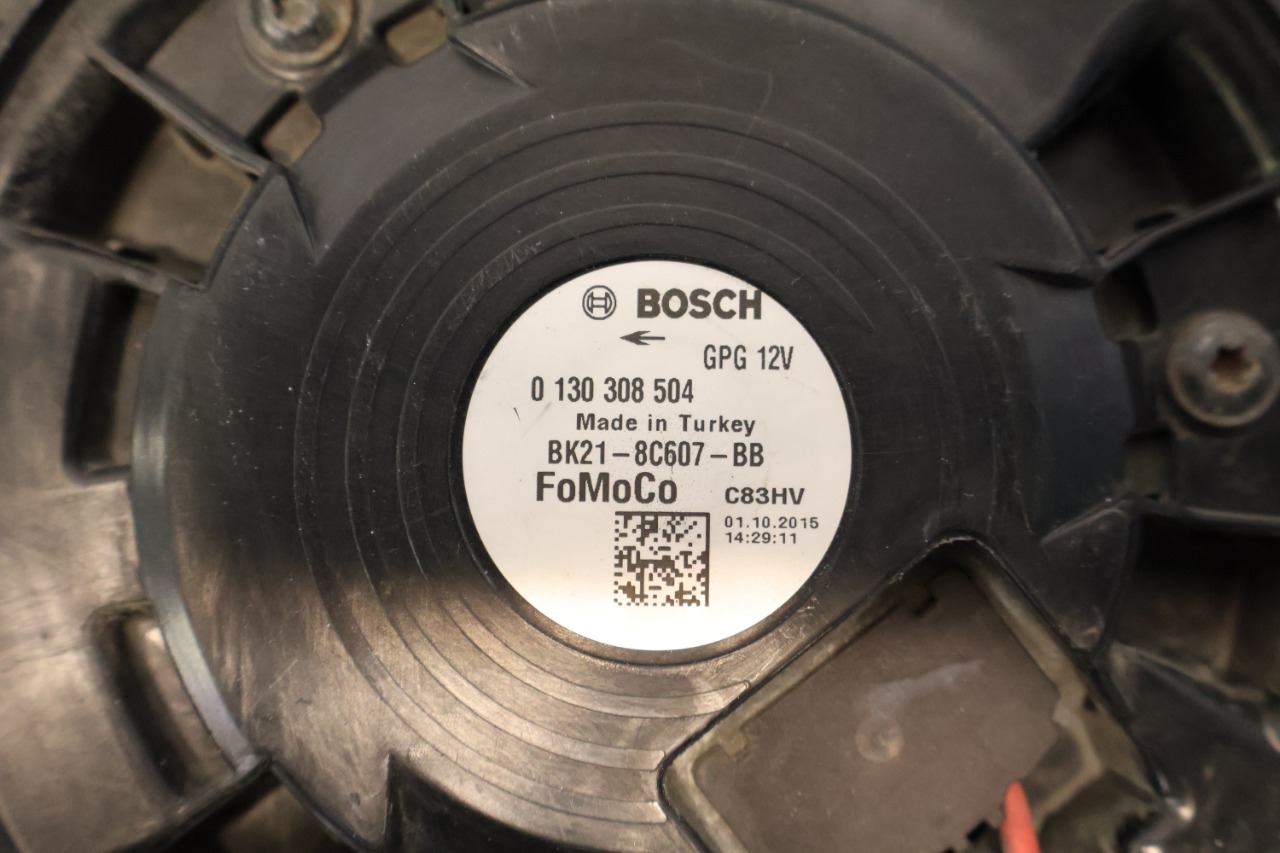 BOSCH
GPG 12V
0 130 308 504
Made in Turkey
BK21-8C607-BB
FoMoCo C83HV
01.10.2015
14:29:11